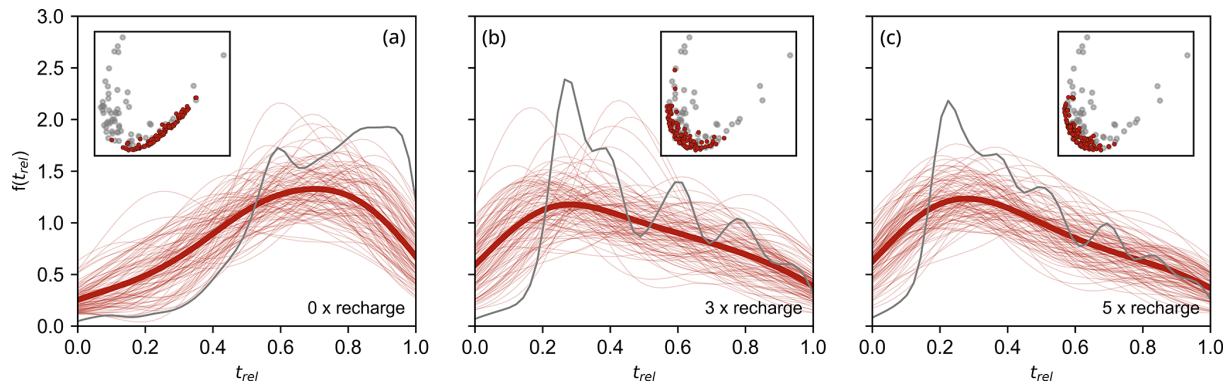 3.0
2.5
2.0
1.5
1.0
0.5
0.0
f(t_rel)
(a)
0 x recharge
0.0 0.2 0.4 0.6 0.8 1.0
t_rel
(b)
3 x recharge
0.0 0.2 0.4 0.6 0.8 1.0
t_rel
(c)
5 x recharge
0.0 0.2 0.4 0.6 0.8 1.0
t_rel